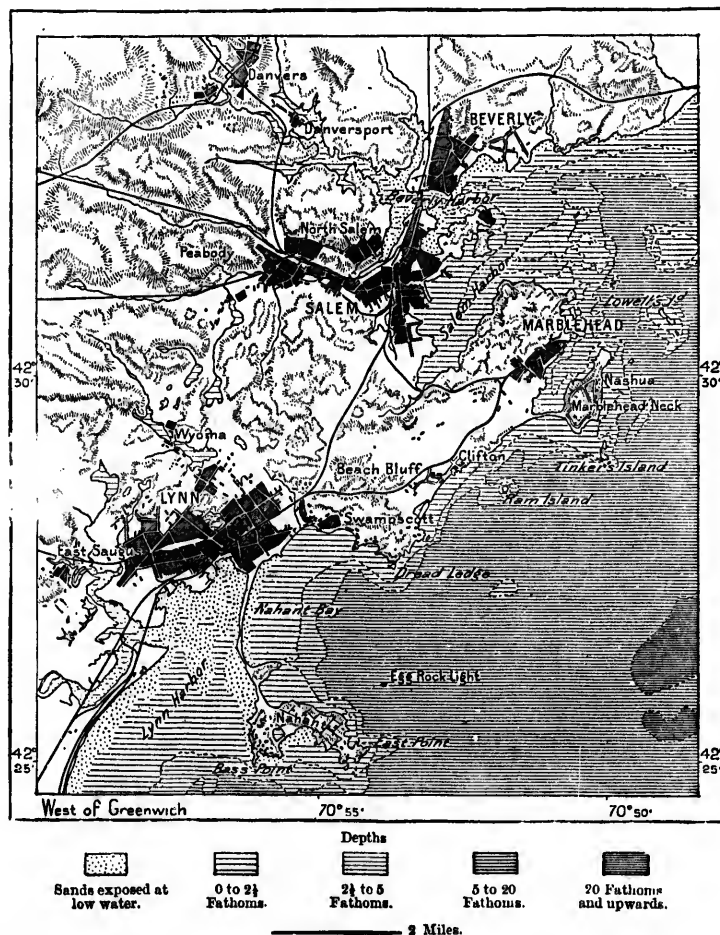 Danvers
Danversport
BEVERLY
Beverly Harbor
North Salem
Peabody
SALEM
Salem Harbor
Lowell's Id
MARBLEHEAD
42°
30'
42°
30'
Nashua
Marblehead Neck
Wyoma
Clifton
Beach Bluff
Tinker's Island
Ram Island
LYNN
Swampscott
East Saugus
Dread Ledge
Nahant Bay
Egg Rock Light
Lynn Harbor
Nahant
East Point
Bass Point
42°
25'
42°
25'
West of Greenwich
70°55'
70°50'
Depths
Sands exposed at
low water.
0 to 2½
Fathoms.
2½ to 5
Fathoms.
5 to 20
Fathoms.
20 Fathoms
and upwards.
2 Miles.